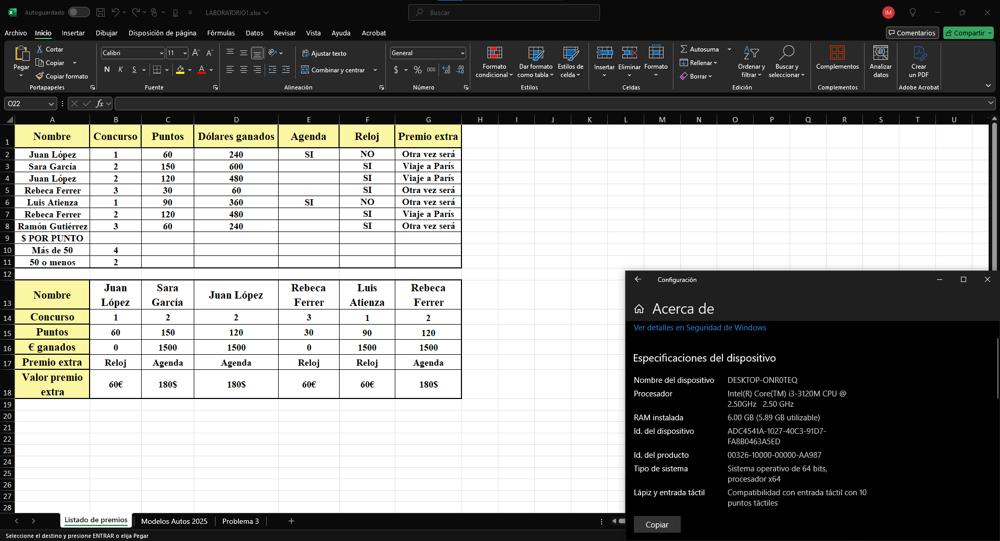 Autoguardado
LABORATORIO1.xlsx
Buscar
IM
Archivo Inicio Insertar Dibujar Disposición de página Fórmulas Datos Revisar Vista Ayuda Acrobat
Comentarios Compartir
Pegar
Cortar
Copiar
Copiar formato
Portapapeles
Calibri 11
N K S
Fuente
Ajustar texto
Combinar y centrar
Alineación
General
$ % 000
Número
Formato condicional
Dar formato como tabla
Estilos de celda
Estilos
Insertar Eliminar Formato
Celdas
Autosuma
Rellenar
Borrar
Ordenar y filtrar
Buscar y seleccionar
Edición
Complementos
Complementos
Analizar datos
Crear un PDF
Adobe Acrobat
O22
fx
A B C D E F G H I J K L M N O P Q R S T U
1 Nombre Concurso Puntos Dólares ganados Agenda Reloj Premio extra
2 Juan López 1 60 240 SI NO Otra vez será
3 Sara García 2 150 600 SI Viaje a París
4 Juan López 2 120 480 SI Viaje a París
5 Rebeca Ferrer 3 30 60 SI Otra vez será
6 Luis Atienza 1 90 360 SI NO Otra vez será
7 Rebeca Ferrer 2 120 480 SI Viaje a París
8 Ramón Gutiérrez 3 60 240 SI Otra vez será
9 $ POR PUNTO
10 Más de 50 4
11 50 o menos 2
12
13 Nombre Juan López Sara García Juan López Rebeca Ferrer Luis Atienza Rebeca Ferrer
14 Concurso 1 2 2 3 1 2
15 Puntos 60 150 120 30 90 120
16 € ganados 0 1500 1500 0 1500 1500
17 Premio extra Reloj Agenda Agenda Reloj Reloj Agenda
18 Valor premio extra 60€ 180$ 180$ 60€ 60€ 180$
19
20
21
22
23
24
25
26
27
28
Listado de premios Modelos Autos 2025 Problema 3
Seleccione el destino y presione ENTRAR o elija Pegar
Configuración
Acerca de
Ver detalles en Seguridad de Windows
Especificaciones del dispositivo
Nombre del dispositivo DESKTOP-ONR0TEQ
Procesador Intel(R) Core(TM) i3-3120M CPU @
2.50GHz 2.50 GHz
RAM instalada 6.00 GB (5.89 GB utilizable)
Id. del dispositivo ADC4541A-1027-40C3-91D7-
FA8B0463A5ED
Id. del producto 00326-10000-00000-AA987
Tipo de sistema Sistema operativo de 64 bits,
procesador x64
Lápiz y entrada táctil Compatibilidad con entrada táctil con 10
puntos táctiles
Copiar